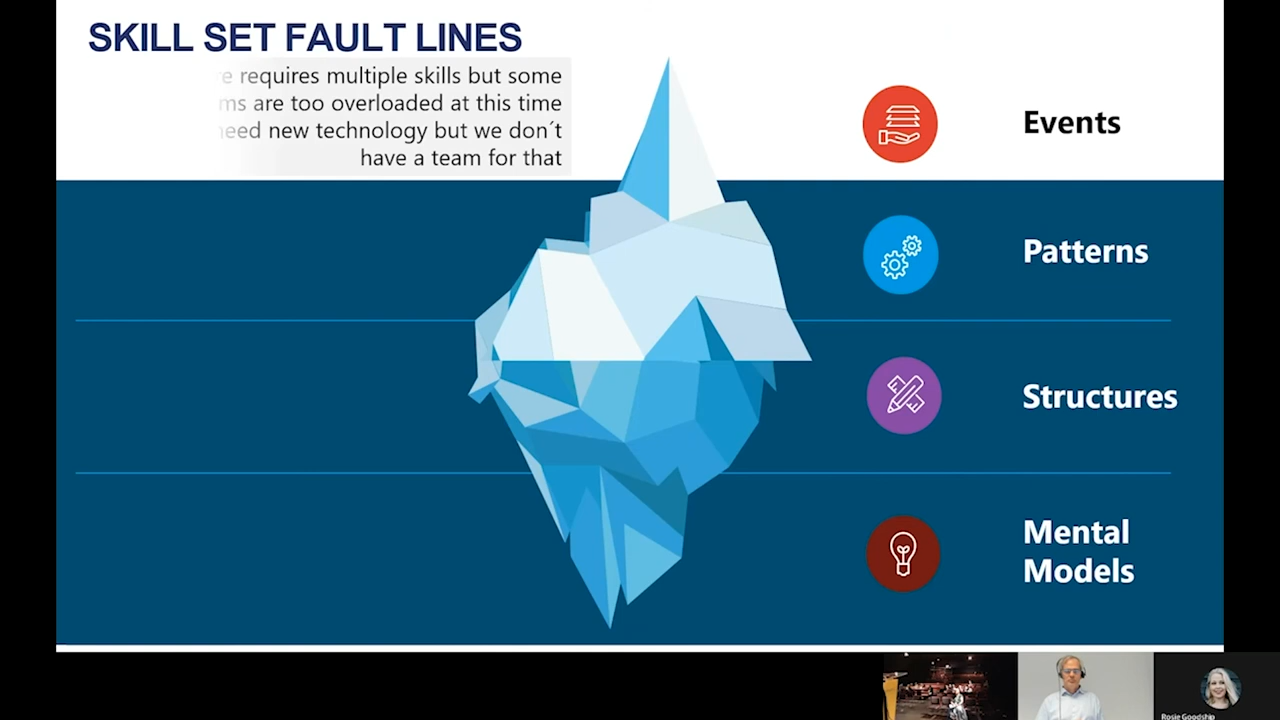 SKILL SET FAULT LINES
requires multiple skills but some
are too overloaded at this time
new technology but we don´t
have a team for that
Events
Patterns
Structures
Mental
Models
Rosie Goodship